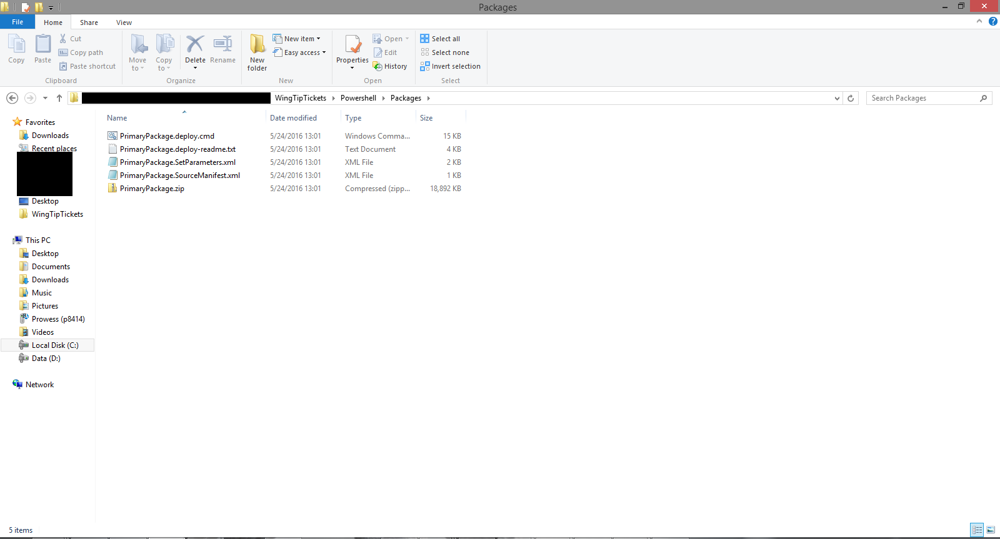 Packages
File Home Share View
Copy
Paste
Cut
Copy path
Paste shortcut
Clipboard
Move to
Copy to
Delete
Rename
Organize
New folder
New item
Easy access
New
Properties
Open
Edit
History
Open
Select all
Select none
Invert selection
Select
WingTipTickets Powershell Packages
Search Packages
Favorites
Downloads
Recent places
Desktop
WingTipTickets
This PC
Desktop
Documents
Downloads
Music
Pictures
Prowess (p8414)
Videos
Local Disk (C:)
Data (D:)
Network
Name Date modified Type Size
PrimaryPackage.deploy.cmd 5/24/2016 13:01 Windows Comma... 15 KB
PrimaryPackage.deploy-readme.txt 5/24/2016 13:01 Text Document 4 KB
PrimaryPackage.SetParameters.xml 5/24/2016 13:01 XML File 2 KB
PrimaryPackage.SourceManifest.xml 5/24/2016 13:01 XML File 1 KB
PrimaryPackage.zip 5/24/2016 13:01 Compressed (zipp... 18,892 KB
5 items